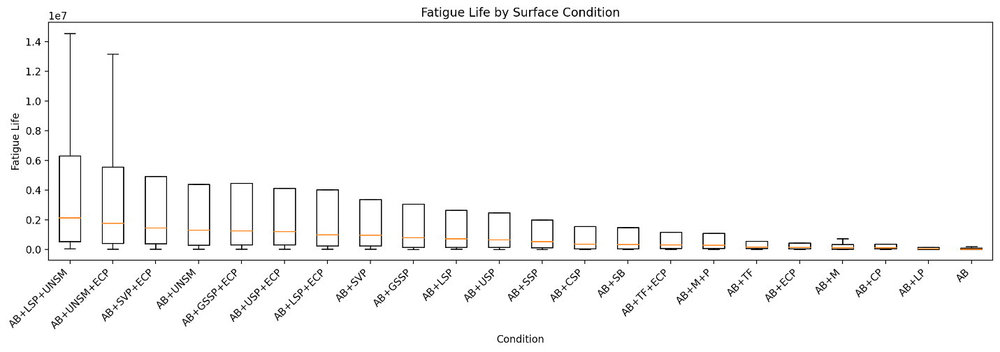 Fatigue Life by Surface Condition
1e7
1.4
1.2
1.0
0.8
0.6
0.4
0.2
0.0
Fatigue Life
AB+LSP+UNSM
AB+UNSM+ECP
AB+SVP+ECP
AB+UNSM
AB+GSSP+ECP
AB+USP+ECP
AB+LSP+ECP
AB+SVP
AB+GSSP
AB+LSP
AB+USP
AB+SSP
AB+CSP
AB+SB
AB+TF+ECP
AB+M+P
AB+TF
AB+ECP
AB+M
AB+CP
AB+LP
AB
Condition